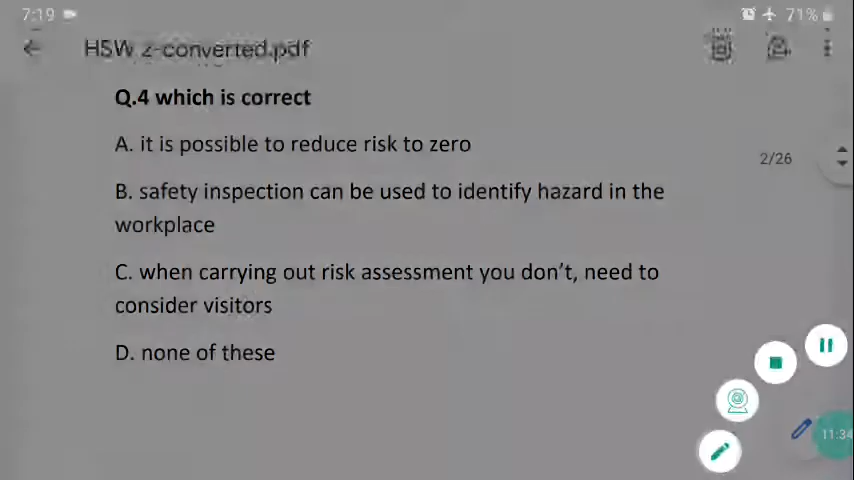 7:19 71%
HSW 2-converted.pdf
Q.4 which is correct
A. it is possible to reduce risk to zero
2/26
B. safety inspection can be used to identify hazard in the
workplace
C. when carrying out risk assessment you don’t, need to
consider visitors
D. none of these
11:34